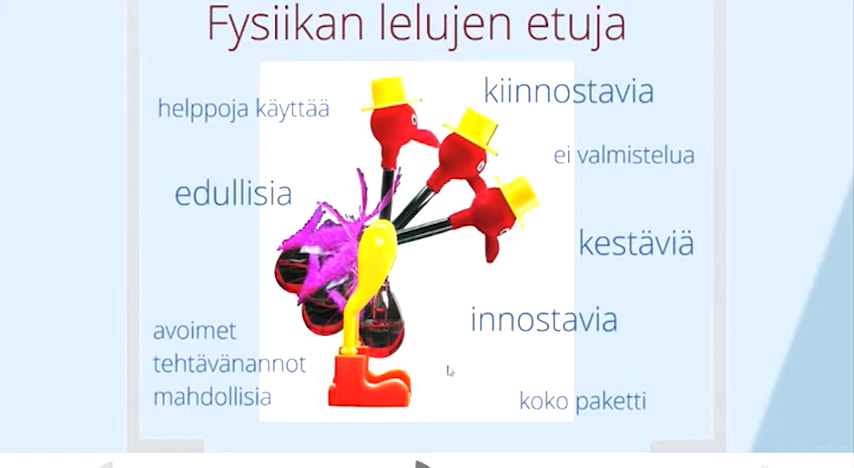 Fysiikan lelujen etuja
helppoja käyttää
kiinnostavia
ei valmistelua
edullisia
kestäviä
innostavia
avoimet
tehtävänannot
mahdollisia
koko paketti